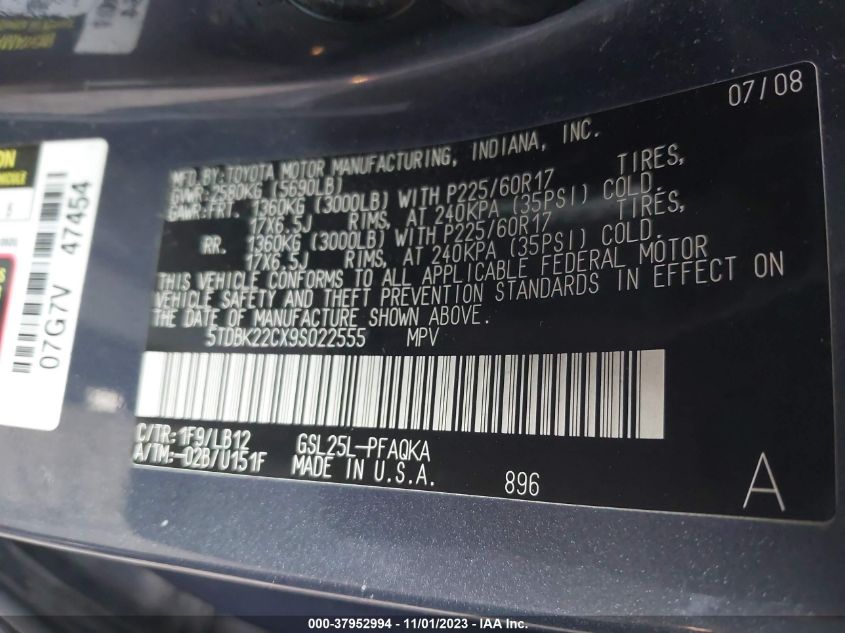 07/08
MFG.BY:TOYOTA MOTOR MANUFACTURING, INDIANA, INC.
GVWR:2580KG (5690LB)
GAWR:FRT. 1360KG (3000LB) WITH P225/60R17 TIRES,
17X6.5J RIMS, AT 240KPA (35PSI) COLD.
RR. 1360KG (3000LB) WITH P225/60R17 TIRES,
17X6.5J RIMS, AT 240KPA (35PSI) COLD.
THIS VEHICLE CONFORMS TO ALL APPLICABLE FEDERAL MOTOR
VEHICLE SAFETY AND THEFT PREVENTION STANDARDS IN EFFECT ON
THE DATE OF MANUFACTURE SHOWN ABOVE.
5TDBK22CX9S022555 MPV
C/TR:1F9/LB12 GSL25L-PFAQKA
A/TM:-02B/U151F MADE IN U.S.A.
896
A
07G7V 47454
000-37952994 - 11/01/2023 - IAA Inc.